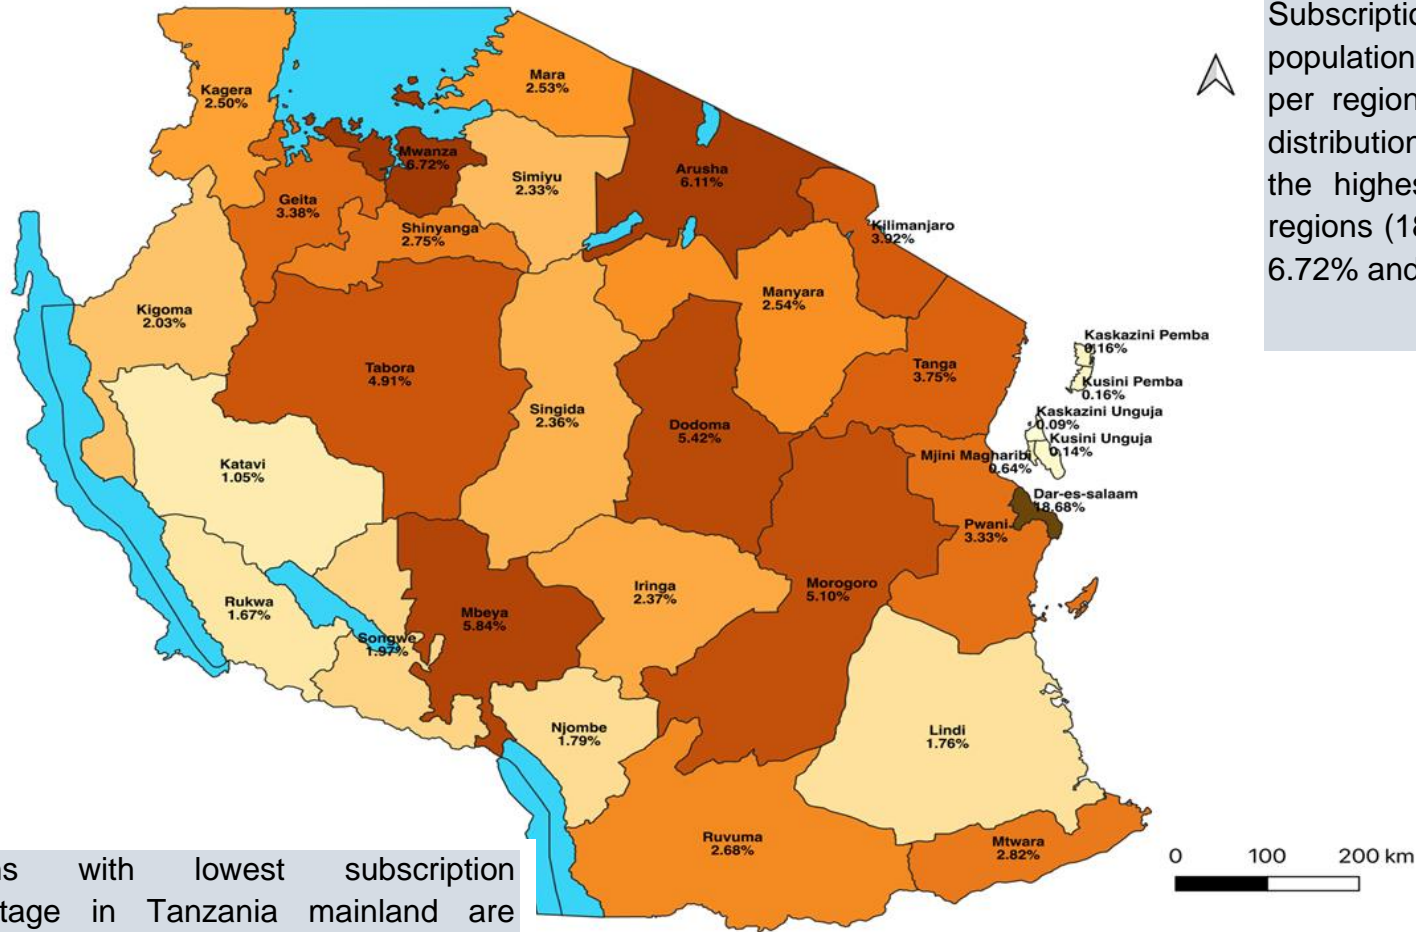 Subscriptio
population
per region
distribution
the highes
regions (18
6.72% and
Mara
2.53%
Kagera
2.50%
Mwanza
6.72%
Arusha
6.11%
Simiyu
2.33%
Geita
3.38%
Shinyanga
2.75%
Kilimanjaro
3.92%
Manyara
2.54%
Kigoma
2.03%
Kaskazini Pemba
0.16%
Tabora
4.91%
Tanga
3.75%
Kusini Pemba
0.16%
Singida
2.36%
Dodoma
5.42%
Kaskazini Unguja
0.09%
Kusini Unguja
0.14%
Mjini Magharibi
0.64%
Katavi
1.05%
Dar-es-salaam
18.68%
Pwani
3.33%
Iringa
2.37%
Morogoro
5.10%
Rukwa
1.67%
Mbeya
5.84%
Songwe
1.97%
Njombe
1.79%
Lindi
1.76%
Ruvuma
2.68%
Mtwara
2.82%
0 100 200 km
ns with lowest subscription
tage in Tanzania mainland are